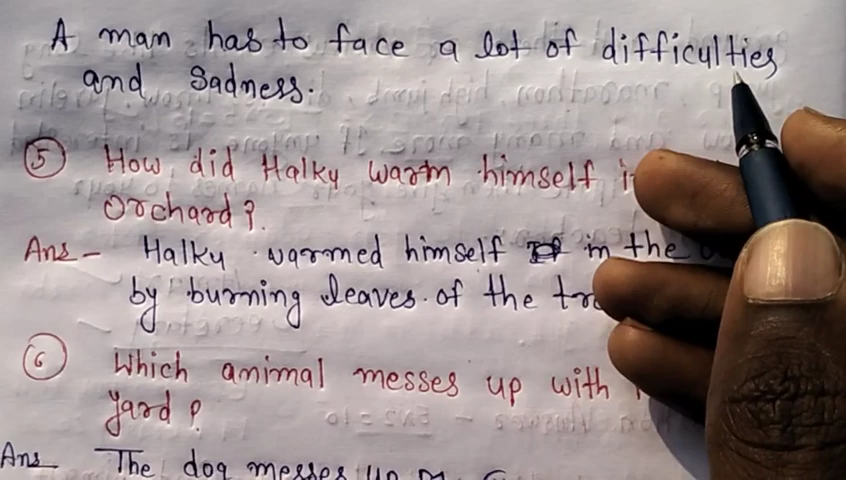 A man has to face a lot of difficulties
and Sadness.
5 How did Halky warm himself
Orchard?
Ans - Halky warmed himself in the
by burning leaves of the
6 Which animal messes up with
yard?
Ans The dog messes up